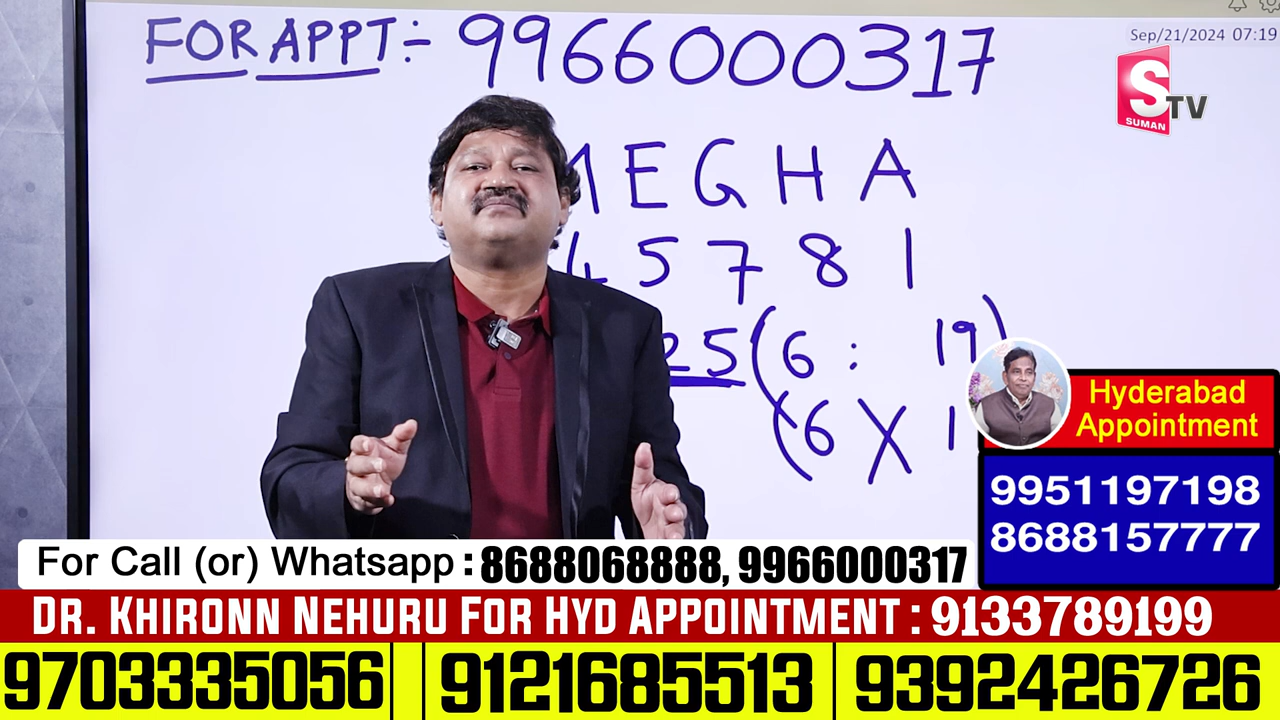 FOR APPT:- 9966000317
Sep/21/2024 07:19
S TV
SUMAN
MEGHA
4 5 7 8 1
25 (6 : 19)
(6 X 1
Hyderabad
Appointment
9951197198
8688157777
For Call (or) Whatsapp : 8688068888, 9966000317
DR. KHIRONN NEHURU FOR HYD APPOINTMENT : 9133789199
9703335056 9121685513 9392426726